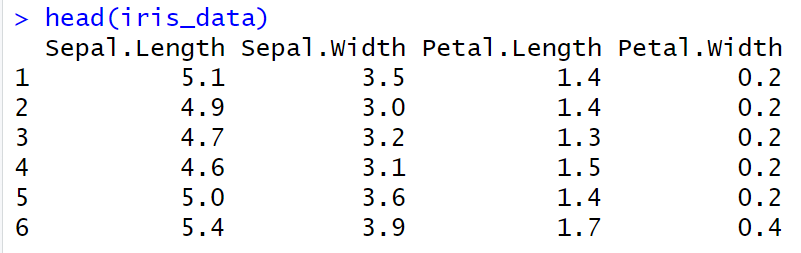 > head(iris_data)
  Sepal.Length Sepal.Width Petal.Length Petal.Width
1          5.1         3.5          1.4         0.2
2          4.9         3.0          1.4         0.2
3          4.7         3.2          1.3         0.2
4          4.6         3.1          1.5         0.2
5          5.0         3.6          1.4         0.2
6          5.4         3.9          1.7         0.4